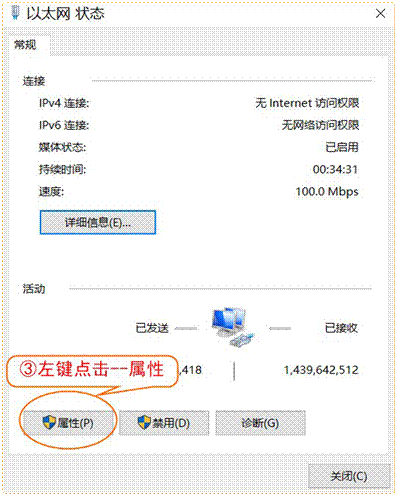 以太网 状态
常规
连接
IPv4 连接: 无 Internet 访问权限
IPv6 连接: 无网络访问权限
媒体状态: 已启用
持续时间: 00:34:31
速度: 100.0 Mbps
详细信息(E)...
活动
已发送 已接收
③左键点击--属性
,418 1,439,642,512
属性(P) 禁用(D) 诊断(G)
关闭(C)